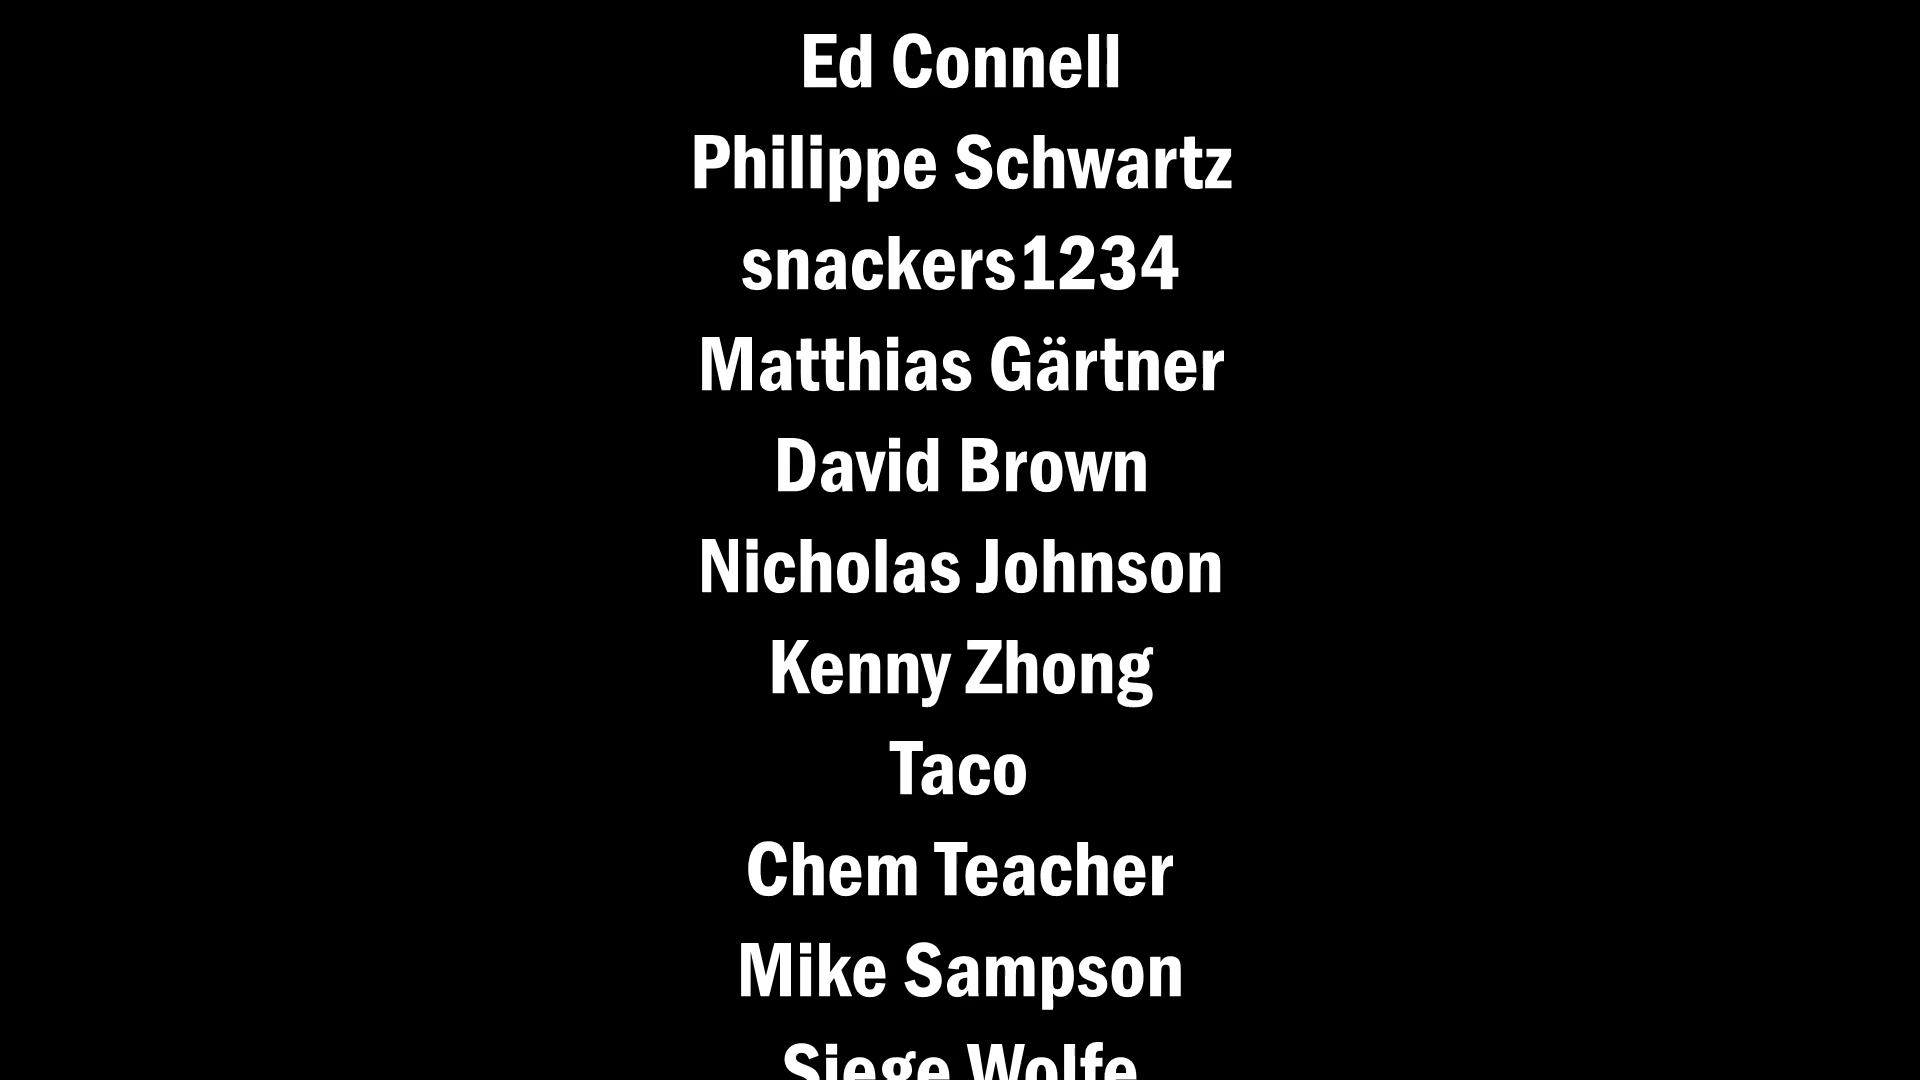 Ed Connell
Philippe Schwartz
snackers1234
Matthias Gärtner
David Brown
Nicholas Johnson
Kenny Zhong
Taco
Chem Teacher
Mike Sampson
Siege Wolfe